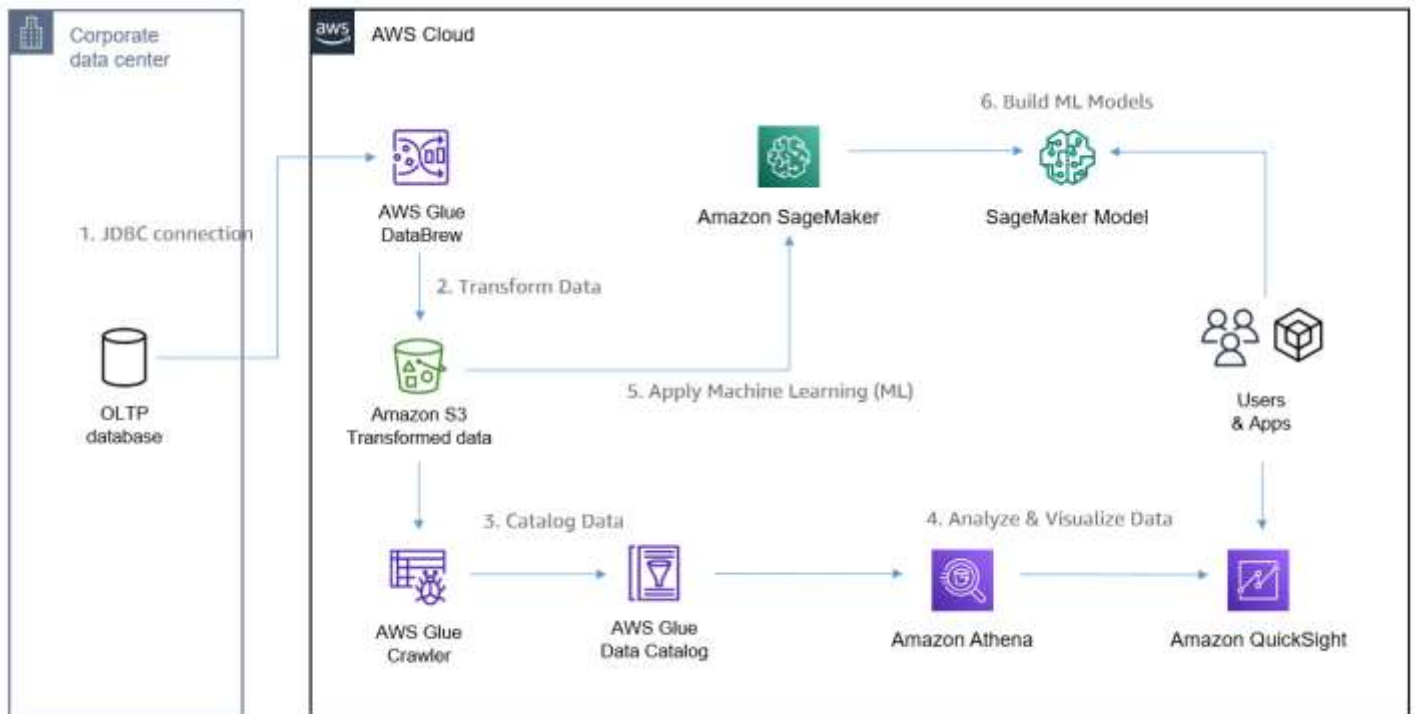 Corporate
data center
aws
AWS Cloud
6. Build ML Models
AWS Glue
DataBrew
Amazon SageMaker
SageMaker Model
1. JDBC connection
2. Transform Data
5. Apply Machine Learning (ML)
OLTP
database
Amazon S3
Transformed data
Users
& Apps
3. Catalog Data
4. Analyze & Visualize Data
AWS Glue
Crawler
AWS Glue
Data Catalog
Amazon Athena
Amazon QuickSight